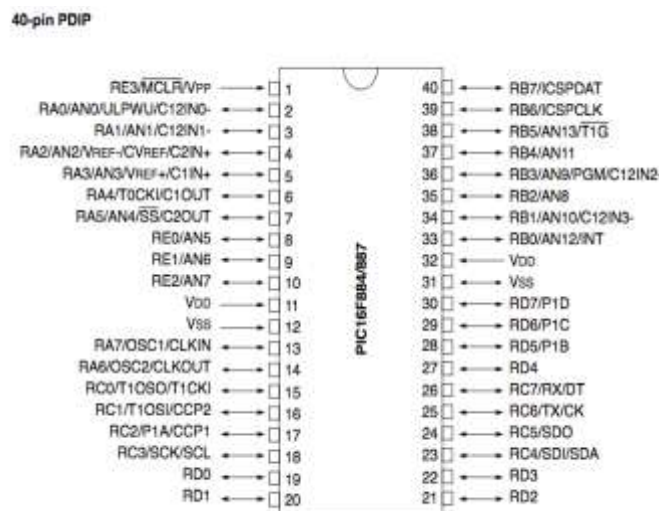 40-pin PDIP
RE3/MCLR/VPP 1
RA0/AN0/ULPWU/C12IN0- 2
RA1/AN1/C12IN1- 3
RA2/AN2/VREF-/CVREF/C2IN+ 4
RA3/AN3/VREF+/C1IN+ 5
RA4/T0CKI/C1OUT 6
RA5/AN4/SS/C2OUT 7
RE0/AN5 8
RE1/AN6 9
RE2/AN7 10
VDD 11
VSS 12
RA7/OSC1/CLKIN 13
RA6/OSC2/CLKOUT 14
RC0/T1OSO/T1CKI 15
RC1/T1OSI/CCP2 16
RC2/P1A/CCP1 17
RC3/SCK/SCL 18
RD0 19
RD1 20
PIC16F884/887
40 RB7/ICSPDAT
39 RB6/ICSPCLK
38 RB5/AN13/T1G
37 RB4/AN11
36 RB3/AN9/PGM/C12IN2-
35 RB2/AN8
34 RB1/AN10/C12IN3-
33 RB0/AN12/INT
32 VDD
31 VSS
30 RD7/P1D
29 RD6/P1C
28 RD5/P1B
27 RD4
26 RC7/RX/DT
25 RC6/TX/CK
24 RC5/SDO
23 RC4/SDI/SDA
22 RD3
21 RD2